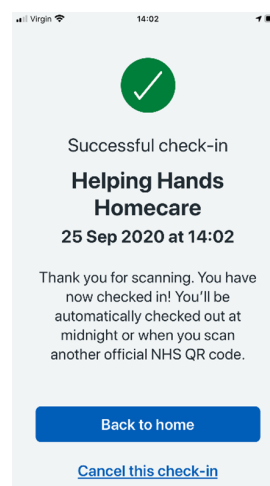 Virgin 14:02
Successful check-in
Helping Hands
Homecare
25 Sep 2020 at 14:02
Thank you for scanning. You have
now checked in! You'll be
automatically checked out at
midnight or when you scan
another official NHS QR code.
Back to home
Cancel this check-in